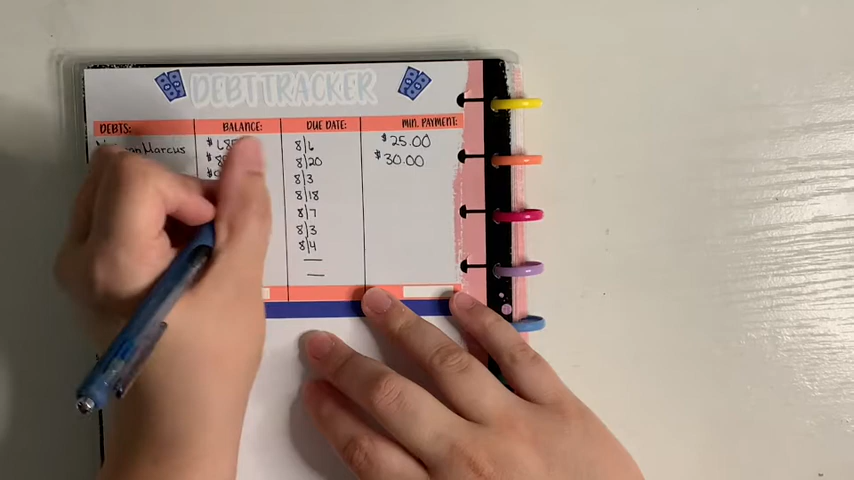 DEBT TRACKER
DEBTS: BALANCE: DUE DATE: MIN. PAYMENT:
Marcus 8/6 $25.00
8/20 $30.00
8/3
8/18
8/7
8/3
8/4